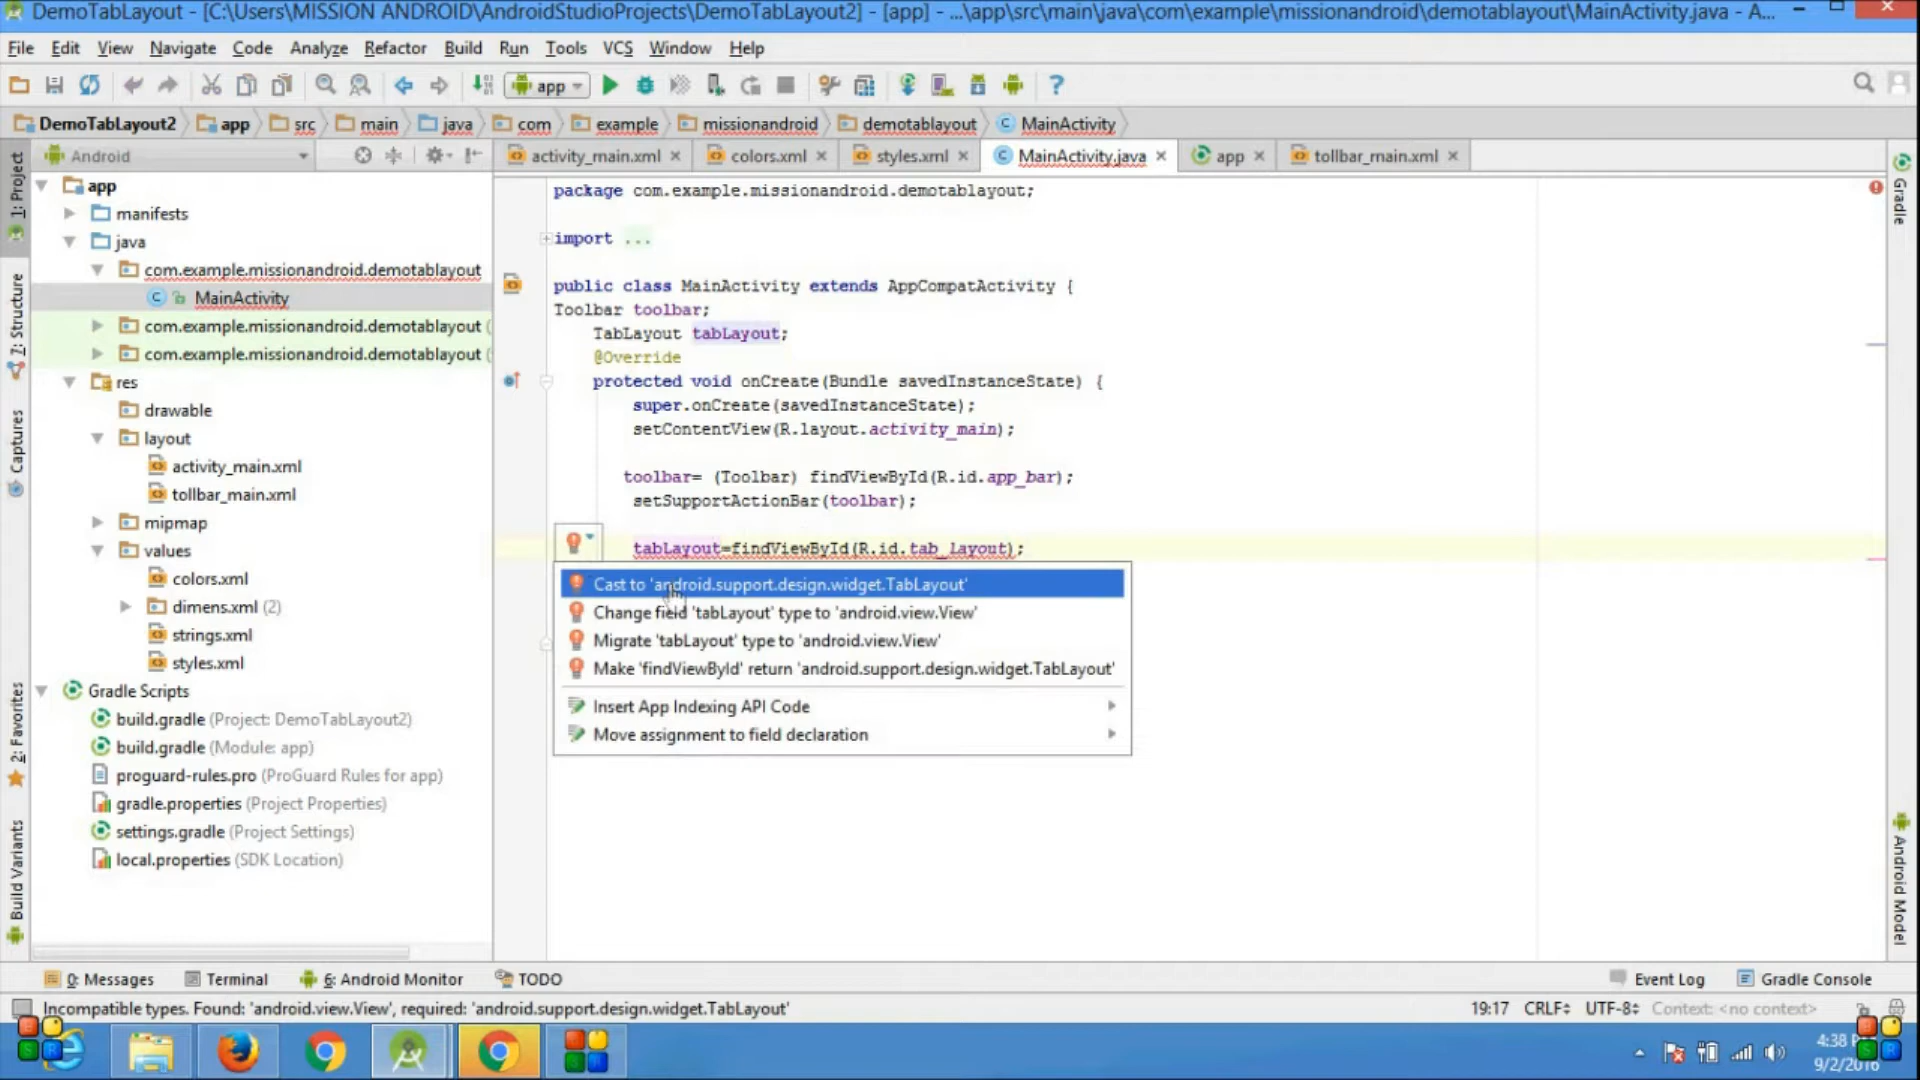 DemoTabLayout - [C:\Users\MISSION ANDROID\AndroidStudioProjects\DemoTabLayout2] - [app] - ...\app\src\main\java\com\example\missionandroid\demotablayout\MainActivity.java - A...
File Edit View Navigate Code Analyze Refactor Build Run Tools VCS Window Help
app
DemoTabLayout2 app src main java com example missionandroid demotablayout MainActivity
Android
activity_main.xml colors.xml styles.xml MainActivity.java app tollbar_main.xml
1: Project
7: Structure
Captures
2: Favorites
Build Variants
app
manifests
java
com.example.missionandroid.demotablayout
MainActivity
com.example.missionandroid.demotablayout (
com.example.missionandroid.demotablayout (
res
drawable
layout
activity_main.xml
tollbar_main.xml
mipmap
values
colors.xml
dimens.xml (2)
strings.xml
styles.xml
Gradle Scripts
build.gradle (Project: DemoTabLayout2)
build.gradle (Module: app)
proguard-rules.pro (ProGuard Rules for app)
gradle.properties (Project Properties)
settings.gradle (Project Settings)
local.properties (SDK Location)
package com.example.missionandroid.demotablayout;
import ...
public class MainActivity extends AppCompatActivity {
Toolbar toolbar;
TabLayout tabLayout;
@Override
protected void onCreate(Bundle savedInstanceState) {
super.onCreate(savedInstanceState);
setContentView(R.layout.activity_main);
toolbar= (Toolbar) findViewById(R.id.app_bar);
setSupportActionBar(toolbar);
tabLayout=findViewById(R.id.tab_layout);
Cast to 'android.support.design.widget.TabLayout'
Change field 'tabLayout' type to 'android.view.View'
Migrate 'tabLayout' type to 'android.view.View'
Make 'findViewById' return 'android.support.design.widget.TabLayout'
Insert App Indexing API Code
Move assignment to field declaration
Gradle
Android Model
0: Messages Terminal 6: Android Monitor TODO Event Log Gradle Console
Incompatible types. Found: 'android.view.View', required: 'android.support.design.widget.TabLayout' 19:17 CRLF UTF-8 Context: <no context>
4:38
9/2/2016